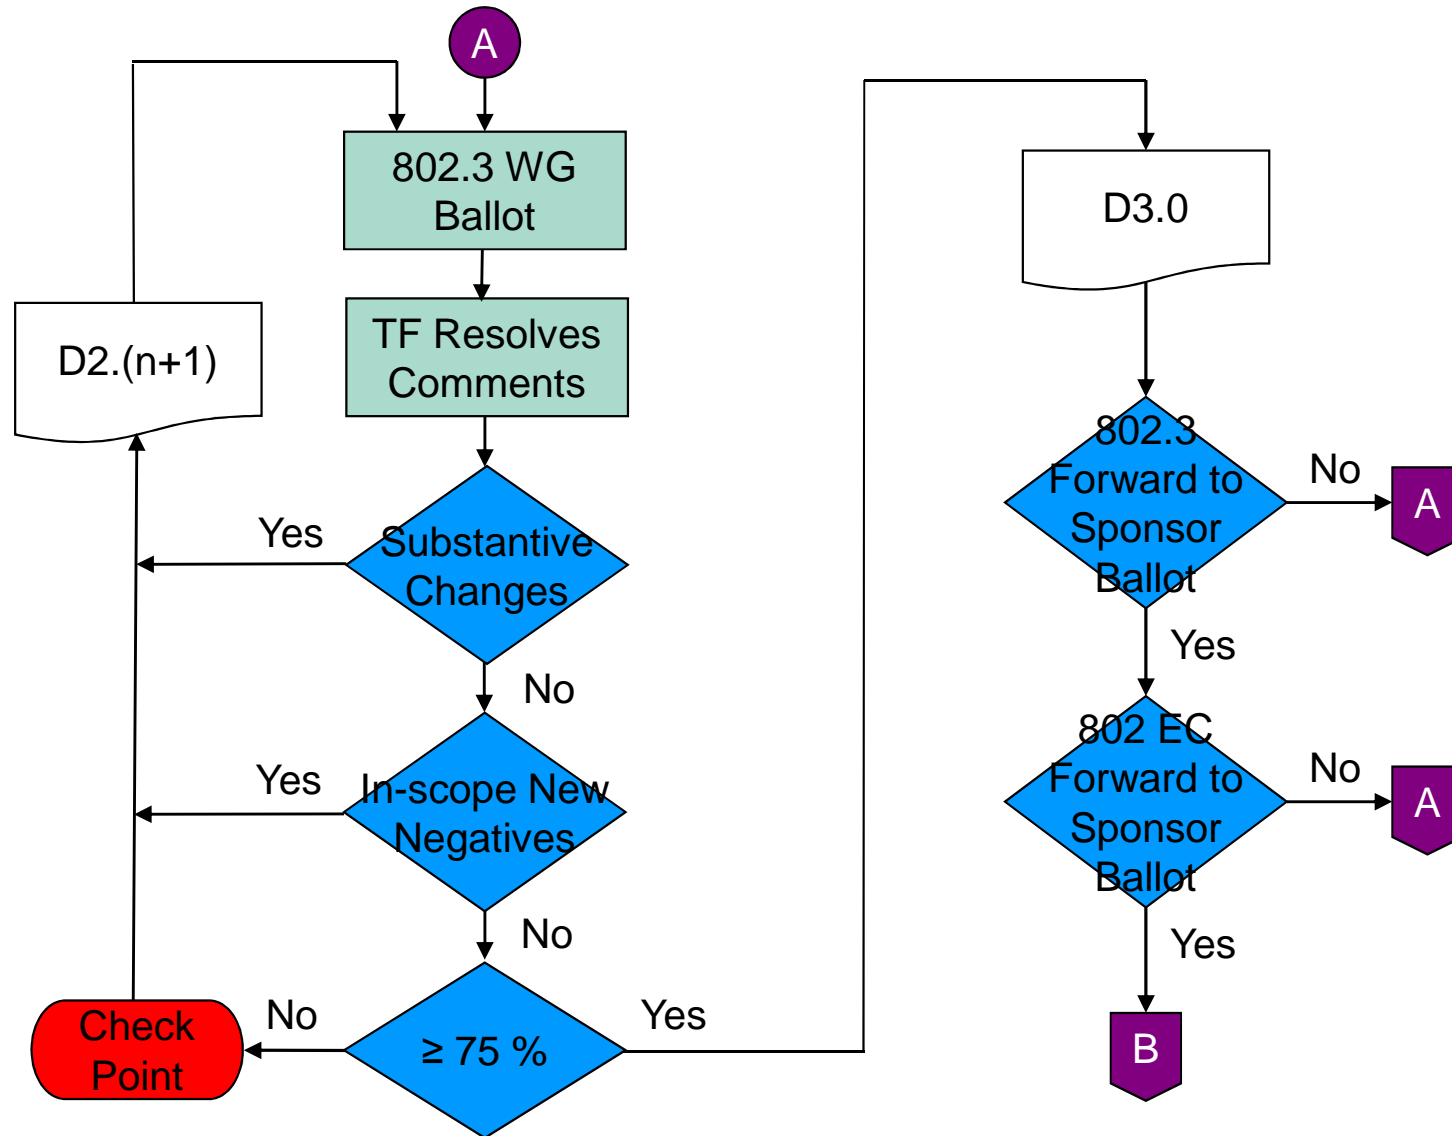 A
802.3 WG
Ballot
TF Resolves
Comments
D2.(n+1)
Substantive
Changes
Yes
No
In-scope New
Negatives
Yes
No
≥ 75 %
No
Check
Point
Yes
D3.0
802.3
Forward to
Sponsor
Ballot
No
A
Yes
802 EC
Forward to
Sponsor
Ballot
No
A
Yes
B